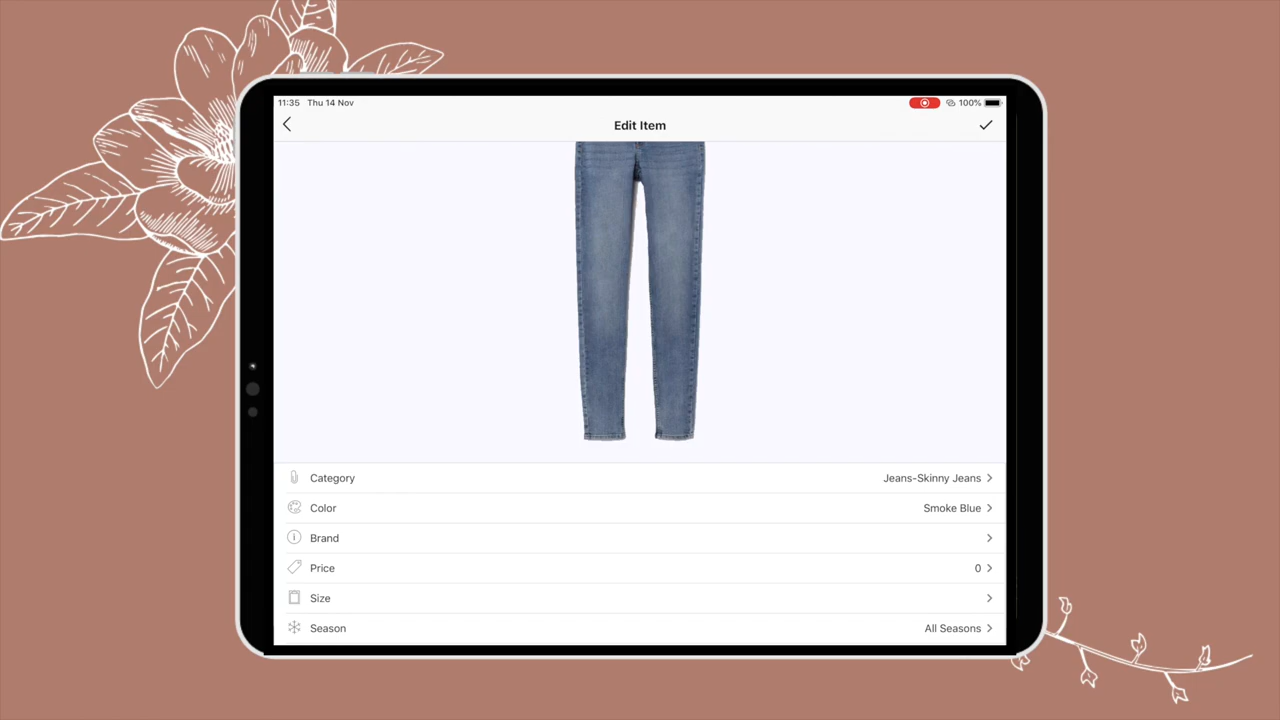 11:35 Thu 14 Nov 100%
Edit Item
Category Jeans-Skinny Jeans
Color Smoke Blue
Brand
Price 0
Size
Season All Seasons